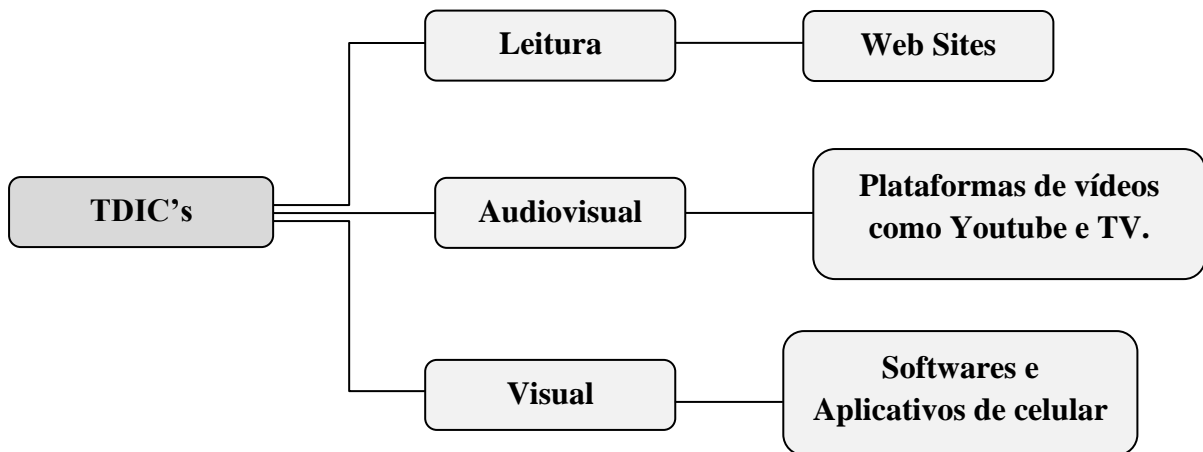 Leitura
Web Sites
TDIC’s
Audiovisual
Plataformas de vídeos
como Youtube e TV.
Visual
Softwares e
Aplicativos de celular